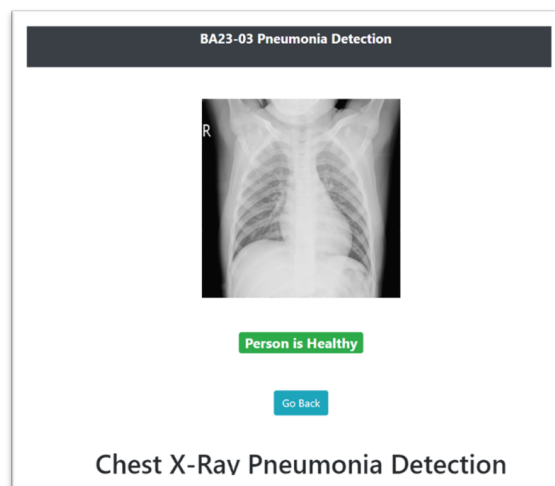 BA23-03 Pneumonia Detection
R
Person is Healthy
Go Back
Chest X-Ray Pneumonia Detection